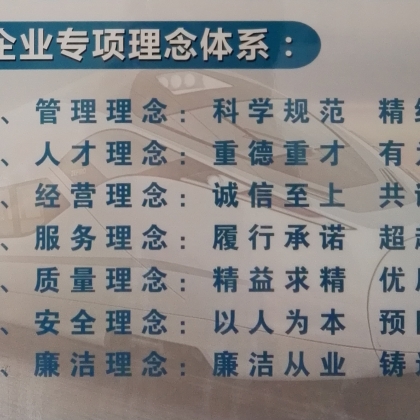 企业专项理念体系：
、管理理念：科学规范 精
、人才理念：重德重才 有
、经营理念：诚信至上 共
、服务理念：履行承诺 超
、质量理念：精益求精 优
、安全理念：以人为本 预
、廉洁理念：廉洁从业 铸